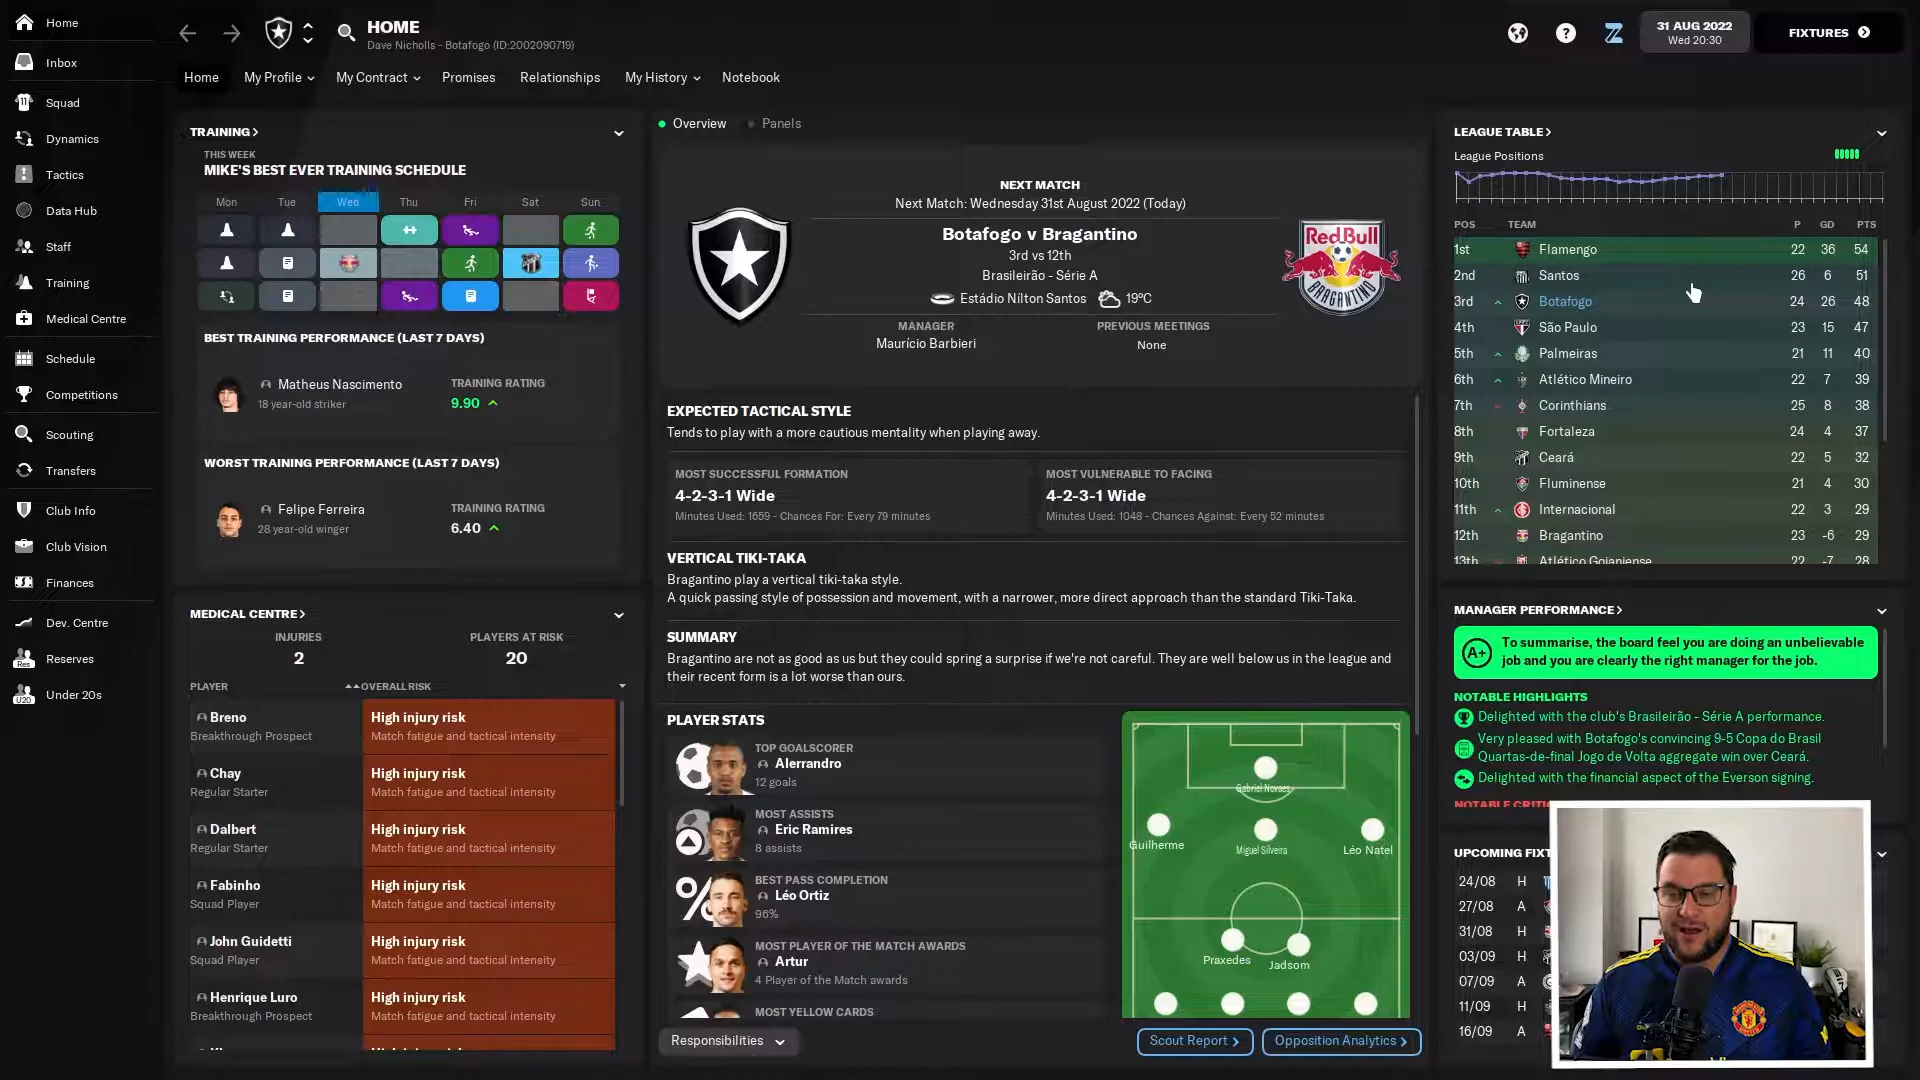 Home
Inbox
Squad
Dynamics
Tactics
Data Hub
Staff
Training
Medical Centre
Schedule
Competitions
Scouting
Transfers
Club Info
Club Vision
Finances
Dev. Centre
Reserves
Under 20s
HOME
Dave Nicholls - Botafogo (ID:2002090719)
31 AUG 2022
Wed 20:30
FIXTURES
Home My Profile My Contract Promises Relationships My History Notebook
TRAINING
THIS WEEK
MIKE'S BEST EVER TRAINING SCHEDULE
Mon Tue Wed Thu Fri Sat Sun
BEST TRAINING PERFORMANCE (LAST 7 DAYS)
Matheus Nascimento
18 year-old striker
TRAINING RATING
9.90
WORST TRAINING PERFORMANCE (LAST 7 DAYS)
Felipe Ferreira
28 year-old winger
TRAINING RATING
6.40
MEDICAL CENTRE
INJURIES
2
PLAYERS AT RISK
20
PLAYER OVERALL RISK
Breno
Breakthrough Prospect
High injury risk
Match fatigue and tactical intensity
Chay
Regular Starter
High injury risk
Match fatigue and tactical intensity
Dalbert
Regular Starter
High injury risk
Match fatigue and tactical intensity
Fabinho
Squad Player
High injury risk
Match fatigue and tactical intensity
John Guidetti
Squad Player
High injury risk
Match fatigue and tactical intensity
Henrique Luro
Breakthrough Prospect
High injury risk
Match fatigue and tactical intensity
Overview Panels
NEXT MATCH
Next Match: Wednesday 31st August 2022 (Today)
Botafogo v Bragantino
3rd vs 12th
Brasileirão - Série A
Estádio Nílton Santos 19°C
MANAGER
Maurício Barbieri
PREVIOUS MEETINGS
None
Red Bull
BRAGANTINO
EXPECTED TACTICAL STYLE
Tends to play with a more cautious mentality when playing away.
MOST SUCCESSFUL FORMATION
4-2-3-1 Wide
Minutes Used: 1659 - Chances For: Every 79 minutes
MOST VULNERABLE TO FACING
4-2-3-1 Wide
Minutes Used: 1048 - Chances Against: Every 52 minutes
VERTICAL TIKI-TAKA
Bragantino play a vertical tiki-taka style.
A quick passing style of possession and movement, with a narrower, more direct approach than the standard Tiki-Taka.
SUMMARY
Bragantino are not as good as us but they could spring a surprise if we're not careful. They are well below us in the league and
their recent form is a lot worse than ours.
PLAYER STATS
TOP GOALSCORER
Alerrandro
12 goals
MOST ASSISTS
Eric Ramires
8 assists
BEST PASS COMPLETION
Léo Ortiz
96%
MOST PLAYER OF THE MATCH AWARDS
Artur
4 Player of the Match awards
MOST YELLOW CARDS
Gabriel Novaes
Guilherme
Miguel Silveira
Léo Natel
Praxedes
Jadsom
Responsibilities
Scout Report
Opposition Analytics
LEAGUE TABLE
League Positions
POS TEAM P GD PTS
1st Flamengo 22 36 54
2nd Santos 26 6 51
3rd Botafogo 24 26 48
4th São Paulo 23 15 47
5th Palmeiras 21 11 40
6th Atlético Mineiro 22 7 39
7th Corinthians 25 8 38
8th Fortaleza 24 4 37
9th Ceará 22 5 32
10th Fluminense 21 4 30
11th Internacional 22 3 29
12th Bragantino 23 -6 29
13th Atlético Goianiense 22 -7 28
MANAGER PERFORMANCE
A+
To summarise, the board feel you are doing an unbelievable
job and you are clearly the right manager for the job.
NOTABLE HIGHLIGHTS
Delighted with the club's Brasileirão - Série A performance.
Very pleased with Botafogo's convincing 9-5 Copa do Brasil
Quartas-de-final Jogo de Volta aggregate win over Ceará.
Delighted with the financial aspect of the Everson signing.
NOTABLE
UPCOMING
24/08 H
27/08 A
31/08 H
03/09 H
07/09 A
11/09 H
16/09 A